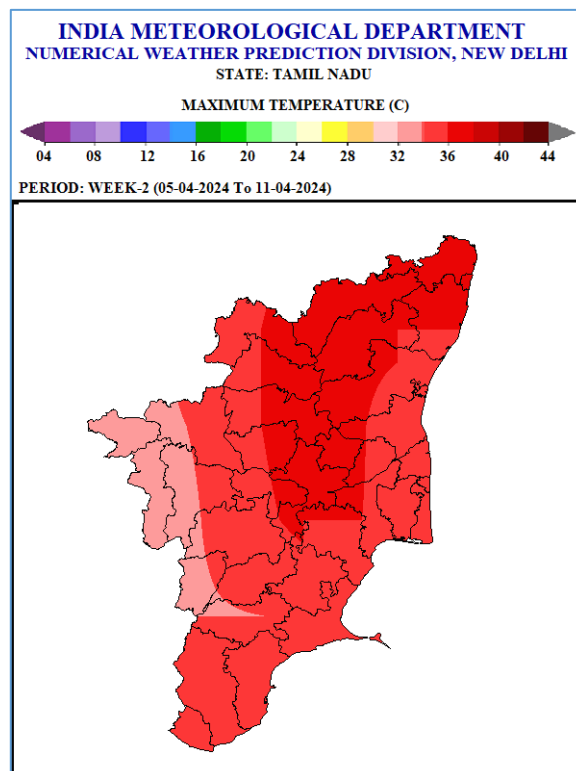 INDIA METEOROLOGICAL DEPARTMENT
NUMERICAL WEATHER PREDICTION DIVISION, NEW DELHI
STATE: TAMIL NADU
MAXIMUM TEMPERATURE (C)
04 08 12 16 20 24 28 32 36 40 44
PERIOD: WEEK-2 (05-04-2024 To 11-04-2024)